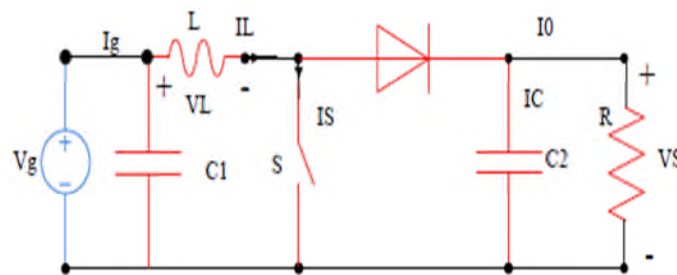 Ig
L
IL
I0
+
VL
-
+
IS
IC
R
Vg
+
-
C1
S
C2
VS
-